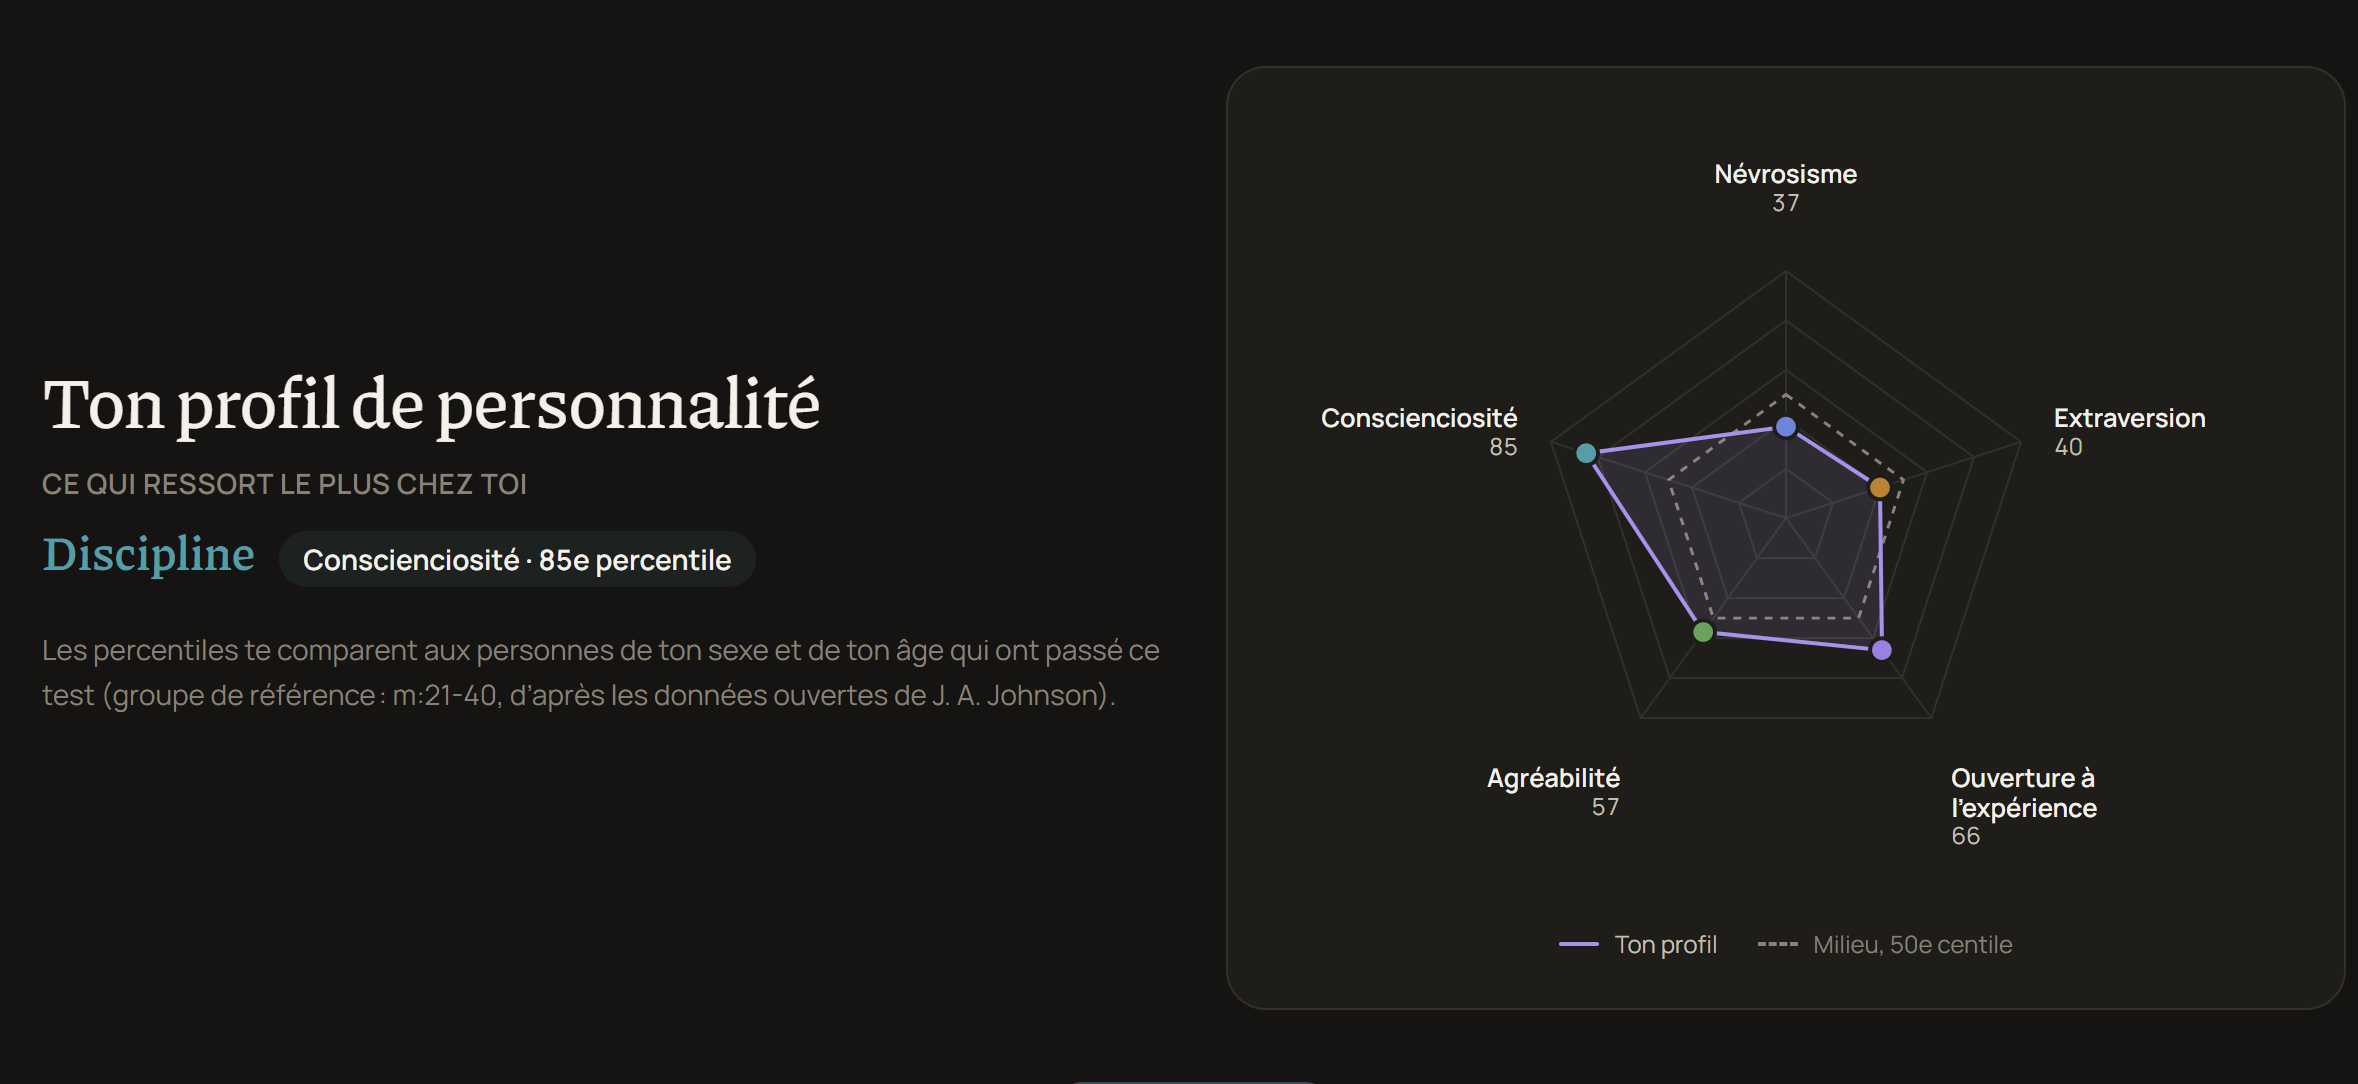 Ton profil de personnalité
CE QUI RESSORT LE PLUS CHEZ TOI
Discipline
Conscienciosité · 85e percentile
Les percentiles te comparent aux personnes de ton sexe et de ton âge qui ont passé ce
test (groupe de référence : m:21-40, d’après les données ouvertes de J. A. Johnson).
Névrosisme
37
Conscienciosité
85
Extraversion
40
Agréabilité
57
Ouverture à
l’expérience
66
Ton profil
Milieu, 50e centile